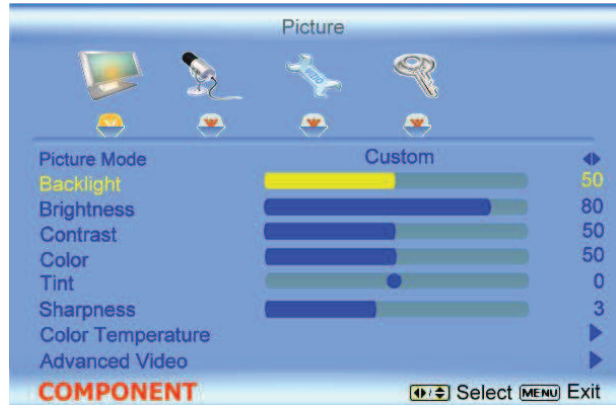 Picture
Picture Mode Custom
Backlight 50
Brightness 80
Contrast 50
Color 50
Tint 0
Sharpness 3
Color Temperature
Advanced Video
COMPONENT Select MENU Exit